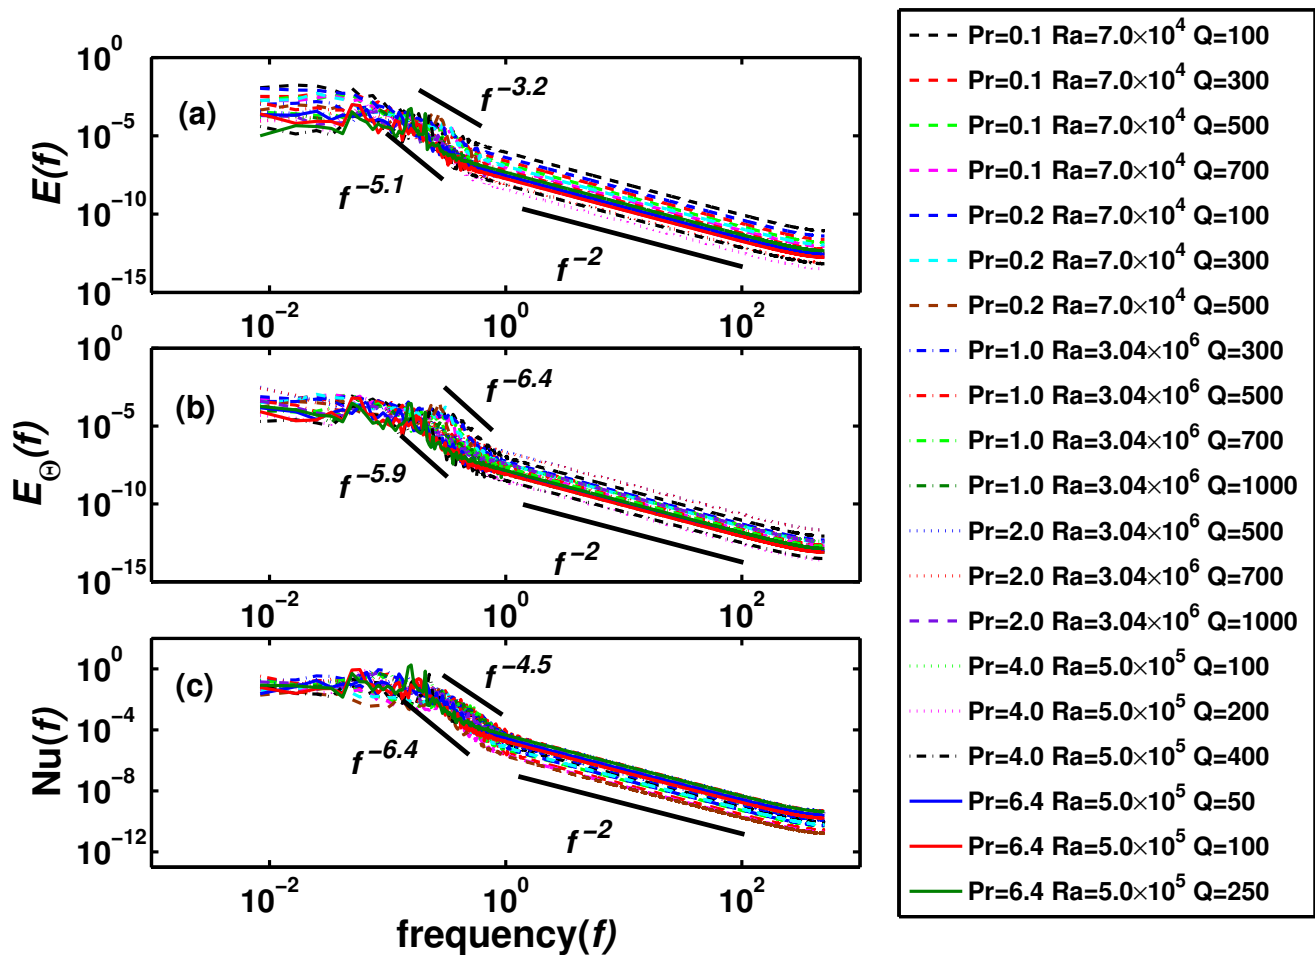 10^0
10^−5
10^−10
10^−15
E(f)
(a)
f^−3.2
f^−5.1
f^−2
10^−2
10^0
10^2
10^0
10^−5
10^−10
10^−15
E_Θ(f)
(b)
f^−6.4
f^−5.9
f^−2
10^−2
10^0
10^2
10^0
10^−4
10^−8
10^−12
Nu(f)
(c)
f^−4.5
f^−6.4
f^−2
10^−2
10^0
10^2
frequency(f)
Pr=0.1 Ra=7.0×10^4 Q=100
Pr=0.1 Ra=7.0×10^4 Q=300
Pr=0.1 Ra=7.0×10^4 Q=500
Pr=0.1 Ra=7.0×10^4 Q=700
Pr=0.2 Ra=7.0×10^4 Q=100
Pr=0.2 Ra=7.0×10^4 Q=300
Pr=0.2 Ra=7.0×10^4 Q=500
Pr=1.0 Ra=3.04×10^6 Q=300
Pr=1.0 Ra=3.04×10^6 Q=500
Pr=1.0 Ra=3.04×10^6 Q=700
Pr=1.0 Ra=3.04×10^6 Q=1000
Pr=2.0 Ra=3.04×10^6 Q=500
Pr=2.0 Ra=3.04×10^6 Q=700
Pr=2.0 Ra=3.04×10^6 Q=1000
Pr=4.0 Ra=5.0×10^5 Q=100
Pr=4.0 Ra=5.0×10^5 Q=200
Pr=4.0 Ra=5.0×10^5 Q=400
Pr=6.4 Ra=5.0×10^5 Q=50
Pr=6.4 Ra=5.0×10^5 Q=100
Pr=6.4 Ra=5.0×10^5 Q=250